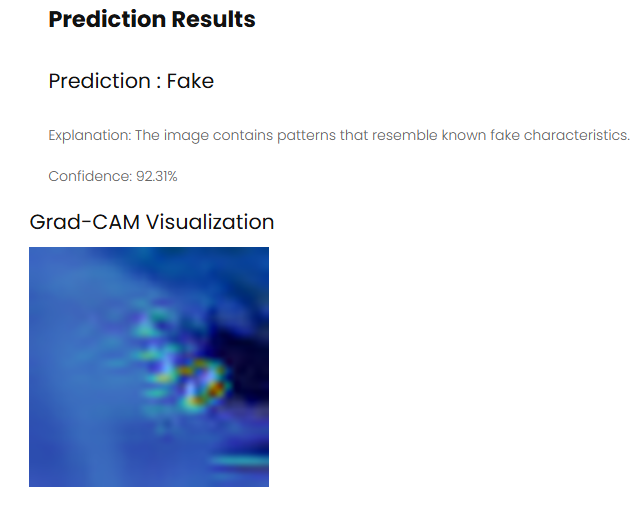 Prediction Results
Prediction : Fake
Explanation: The image contains patterns that resemble known fake characteristics.
Confidence: 92.31%
Grad-CAM Visualization